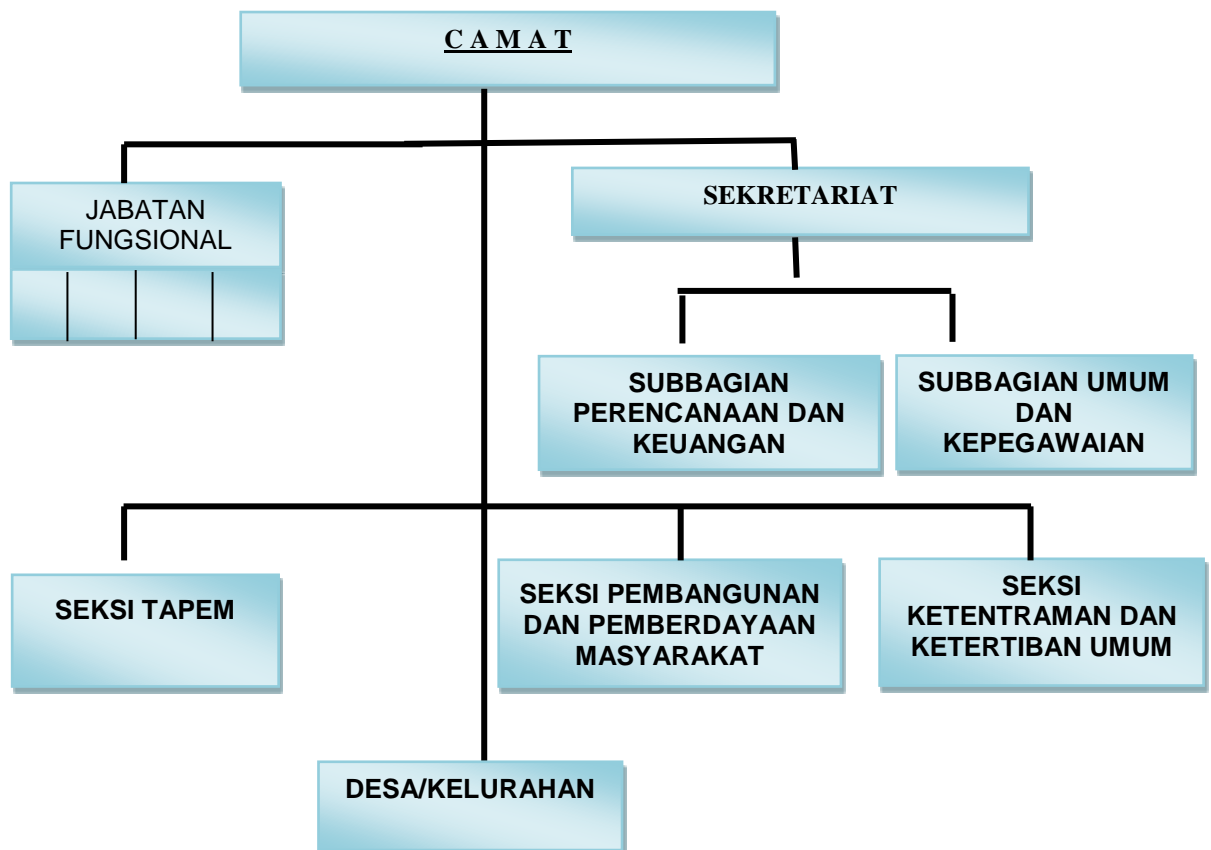 C A M A T
JABATAN
FUNGSIONAL
SEKRETARIAT
SUBBAGIAN
PERENCANAAN DAN
KEUANGAN
SUBBAGIAN UMUM
DAN
KEPEGAWAIAN
SEKSI TAPEM
SEKSI PEMBANGUNAN
DAN PEMBERDAYAAN
MASYARAKAT
SEKSI
KETENTRAMAN DAN
KETERTIBAN UMUM
DESA/KELURAHAN